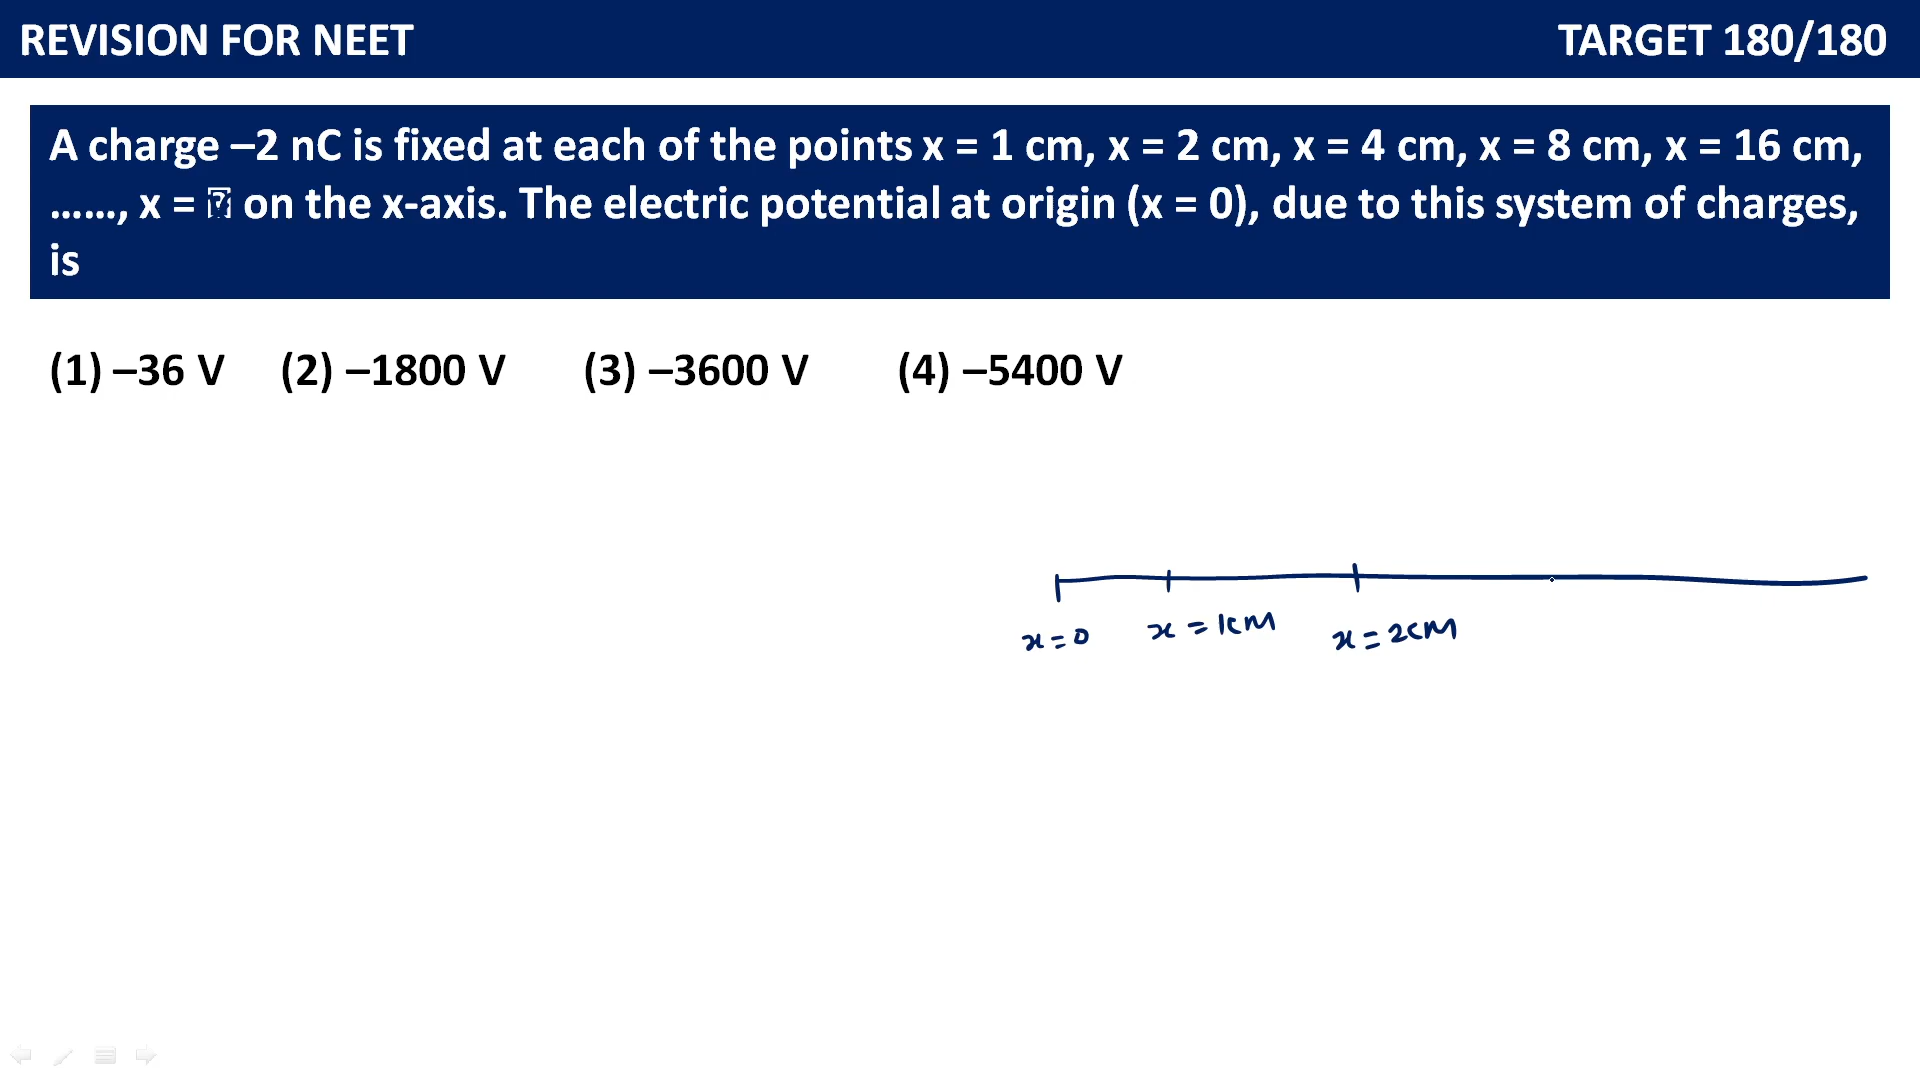 REVISION FOR NEET
TARGET 180/180
A charge –2 nC is fixed at each of the points x = 1 cm, x = 2 cm, x = 4 cm, x = 8 cm, x = 16 cm,
……, x = on the x-axis. The electric potential at origin (x = 0), due to this system of charges,
is
(1) –36 V (2) –1800 V (3) –3600 V (4) –5400 V
x = 0 x = 1cm x = 2cm